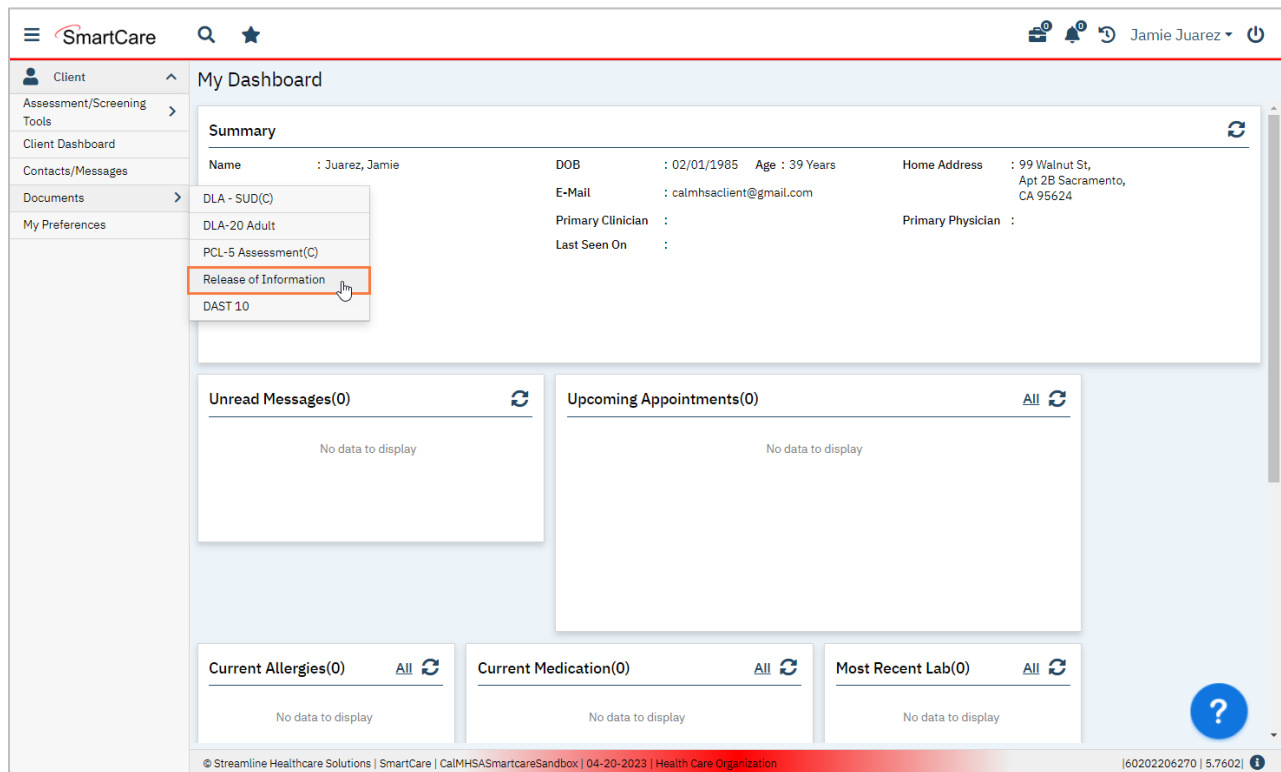 SmartCare
0
0
Jamie Juarez
Client
Assessment/Screening
Tools
Client Dashboard
Contacts/Messages
Documents
My Preferences
My Dashboard
Summary
Name : Juarez, Jamie
DOB : 02/01/1985 Age : 39 Years
Home Address : 99 Walnut St,
Apt 2B Sacramento,
CA 95624
E-Mail : calmhsaclient@gmail.com
Primary Clinician :
Primary Physician :
Last Seen On :
DLA - SUD(C)
DLA-20 Adult
PCL-5 Assessment(C)
Release of Information
DAST 10
Unread Messages(0)
No data to display
Upcoming Appointments(0) All
No data to display
Current Allergies(0) All
No data to display
Current Medication(0) All
No data to display
Most Recent Lab(0) All
No data to display
?
© Streamline Healthcare Solutions | SmartCare | CalMHSASmartcareSandbox | 04-20-2023 | Health Care Organization
|60202206270 | 5.7602|